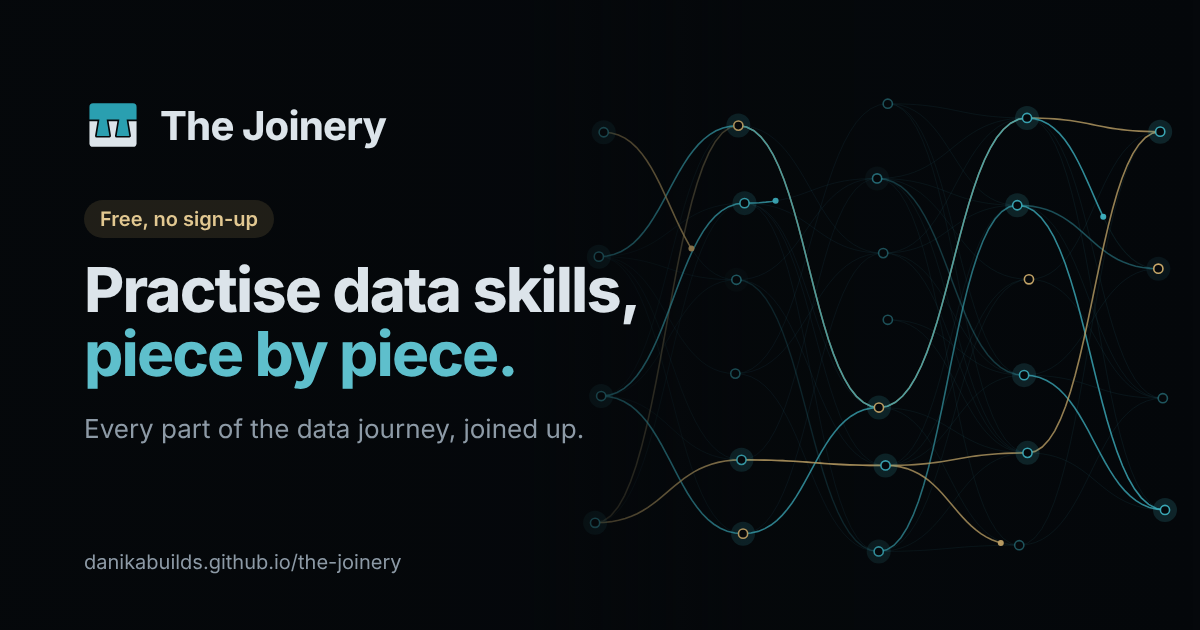 The Joinery
Free, no sign-up
Practise data skills,
piece by piece.
Every part of the data journey, joined up.
danikabuilds.github.io/the-joinery